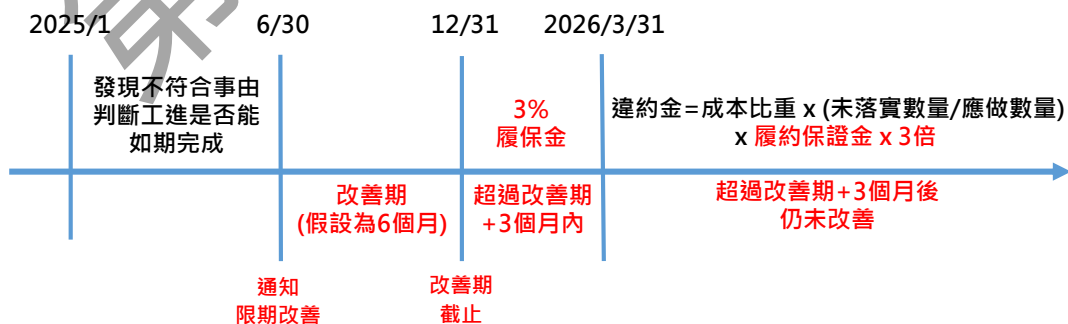 2025/1
6/30
12/31
2026/3/31
發現不符合事由
判斷工進是否能
如期完成
3%
履保金
違約金=成本比重 x (未落實數量/應做數量)
x 履約保證金 x 3倍
改善期
(假設為6個月)
超過改善期
+3個月內
超過改善期+3個月後
仍未改善
通知
限期改善
改善期
截止